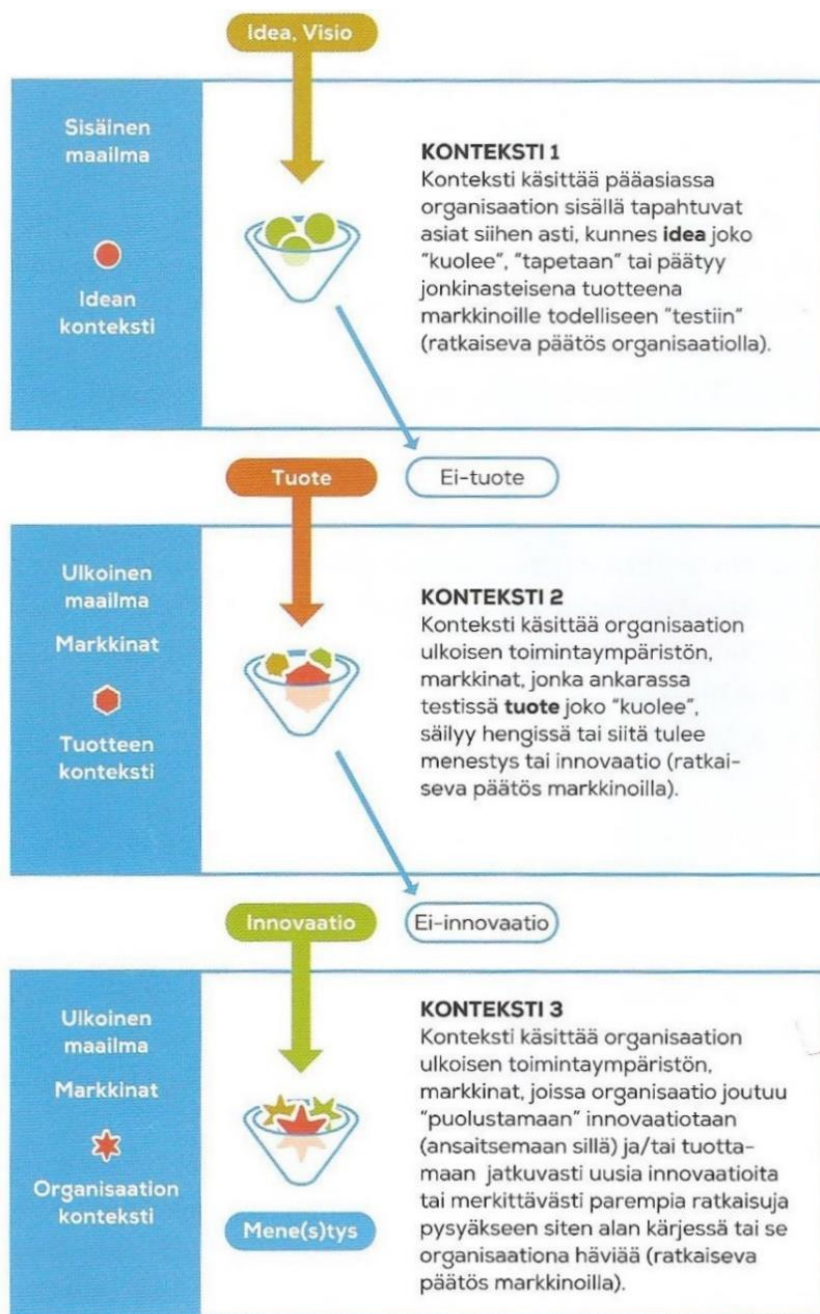 Idea, Visio
Sisäinen
maailma
Idean
konteksti
KONTEKSTI 1
Konteksti käsittää pääasiassa
organisaation sisällä tapahtuvat
asiat siihen asti, kunnes idea joko
"kuolee", "tapetaan" tai päätyy
jonkinasteisena tuotteena
markkinoille todelliseen "testiin"
(ratkaiseva päätös organisaatiolla).
Tuote
Ei-tuote
Ulkoinen
maailma
Markkinat
Tuotteen
konteksti
KONTEKSTI 2
Konteksti käsittää organisaation
ulkoisen toimintaympäristön,
markkinat, jonka ankarassa
testissä tuote joko "kuolee",
säilyy hengissä tai siitä tulee
menestys tai innovaatio (ratkai-
seva päätös markkinoilla).
Innovaatio
Ei-innovaatio
Ulkoinen
maailma
Markkinat
Organisaation
konteksti
Mene(s)tys
KONTEKSTI 3
Konteksti käsittää organisaation
ulkoisen toimintaympäristön,
markkinat, joissa organisaatio joutuu
"puolustamaan" innovaatiotaan
(ansaitsemaan sillä) ja/tai tuotta-
maan jatkuvasti uusia innovaatioita
tai merkittävästi parempia ratkaisuja
pysyäkseen siten alan kärjessä tai se
organisaationa häviää (ratkaiseva
päätös markkinoilla).